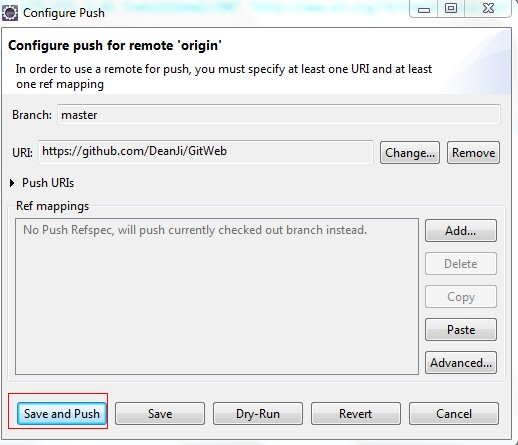 Configure Push
Configure push for remote 'origin'
In order to use a remote for push, you must specify at least one URI and at least
one ref mapping
Branch: master
URI: https://github.com/DeanJi/GitWeb Change... Remove
Push URIs
Ref mappings
No Push Refspec, will push currently checked out branch instead.
Add...
Delete
Copy
Paste
Advanced...
Save and Push Save Dry-Run Revert Cancel